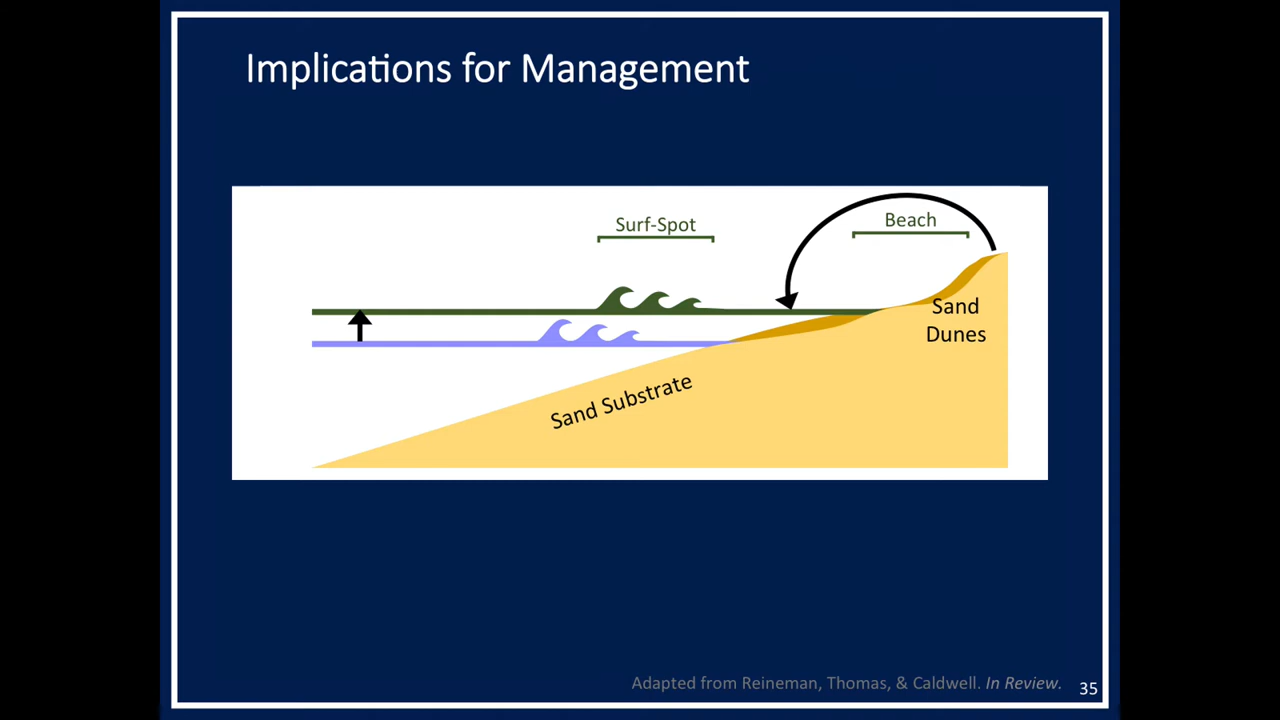 Implications for Management
Surf-Spot
Beach
Sand
Dunes
Sand Substrate
Adapted from Reineman, Thomas, & Caldwell. In Review.
35